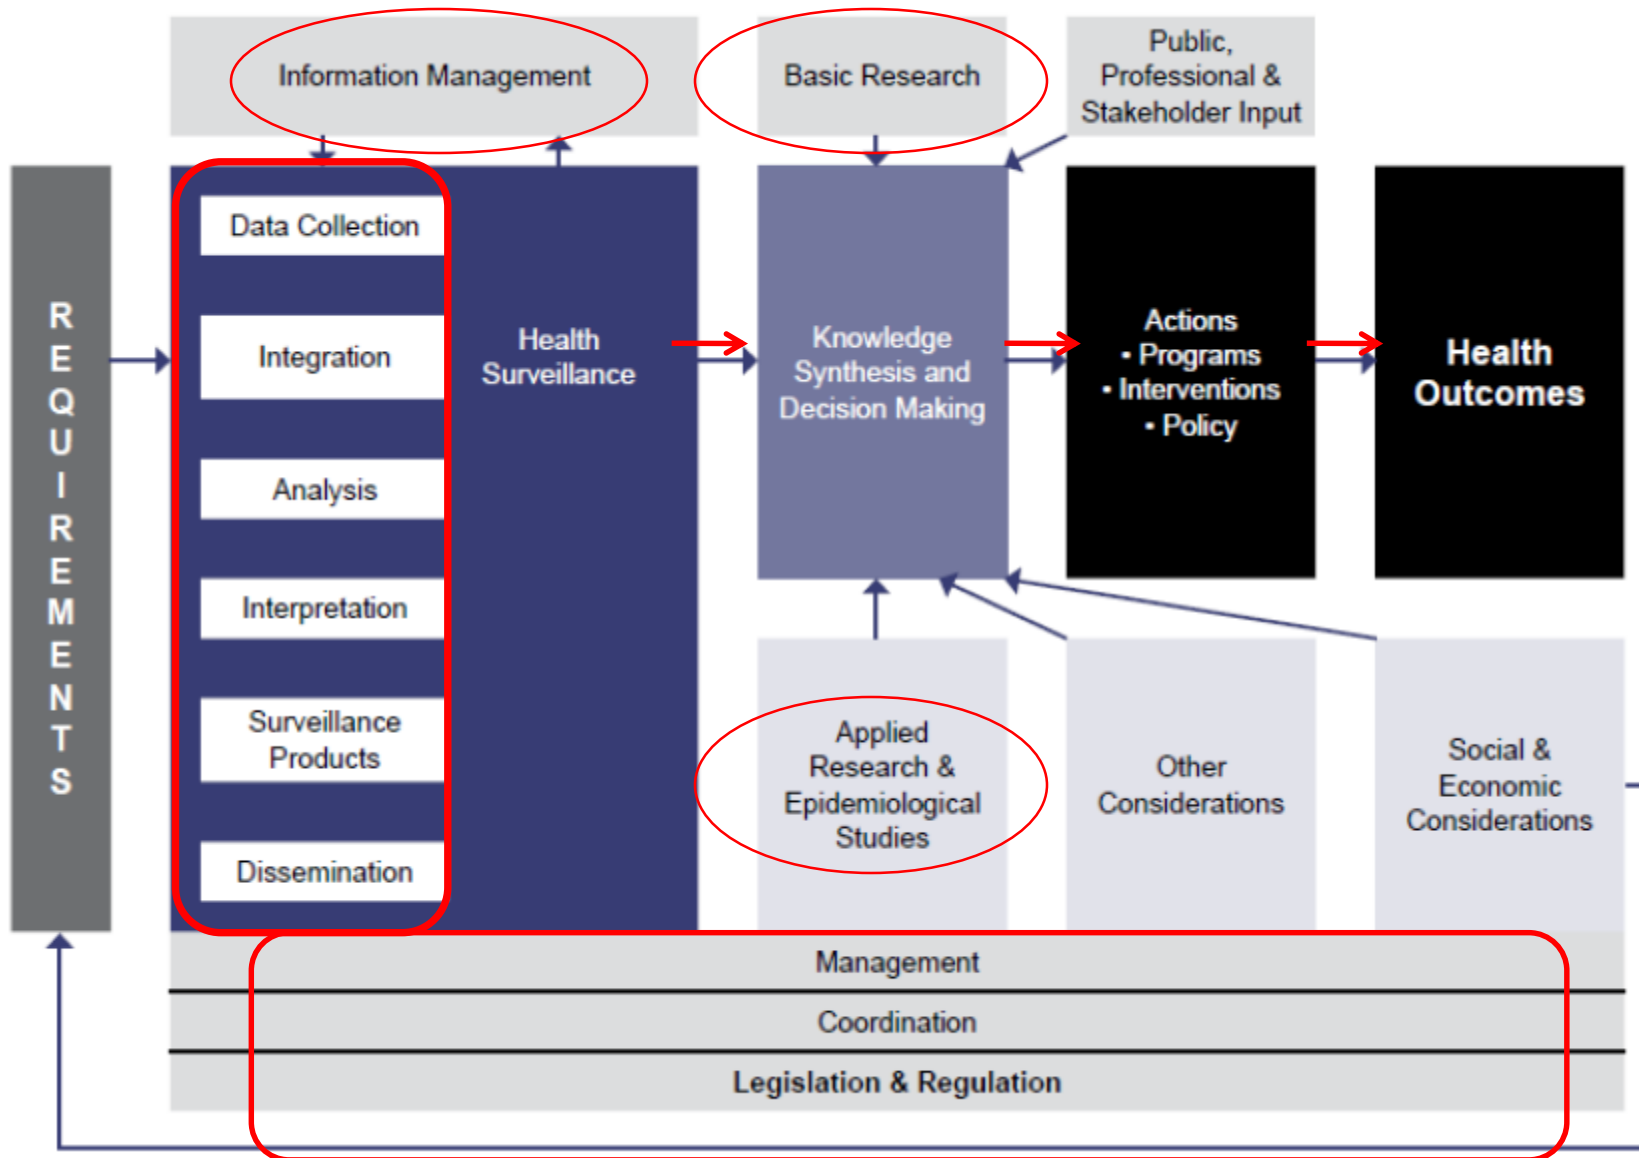 Information Management
Basic Research
Public,
Professional &
Stakeholder Input
REQUIREMENTS
Data Collection
Integration
Analysis
Interpretation
Surveillance
Products
Dissemination
Health
Surveillance
Knowledge
Synthesis and
Decision Making
Actions
• Programs
• Interventions
• Policy
Health
Outcomes
Applied
Research &
Epidemiological
Studies
Other
Considerations
Social &
Economic
Considerations
Management
Coordination
Legislation & Regulation